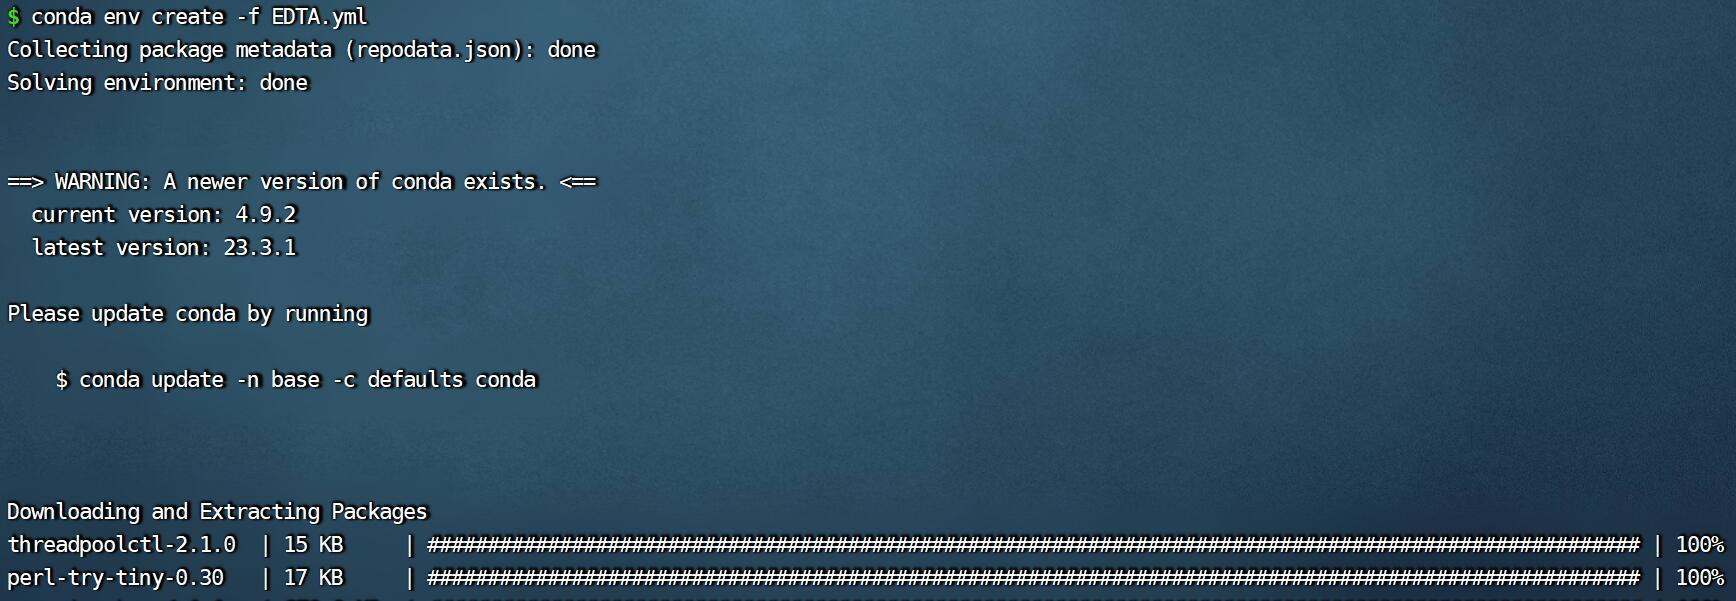 $ conda env create -f EDTA.yml
Collecting package metadata (repodata.json): done
Solving environment: done
==> WARNING: A newer version of conda exists. <==
current version: 4.9.2
latest version: 23.3.1
Please update conda by running
$ conda update -n base -c defaults conda
Downloading and Extracting Packages
threadpoolctl-2.1.0 | 15 KB | ##################################################################################################### | 100%
perl-try-tiny-0.30 | 17 KB | ##################################################################################################### | 100%